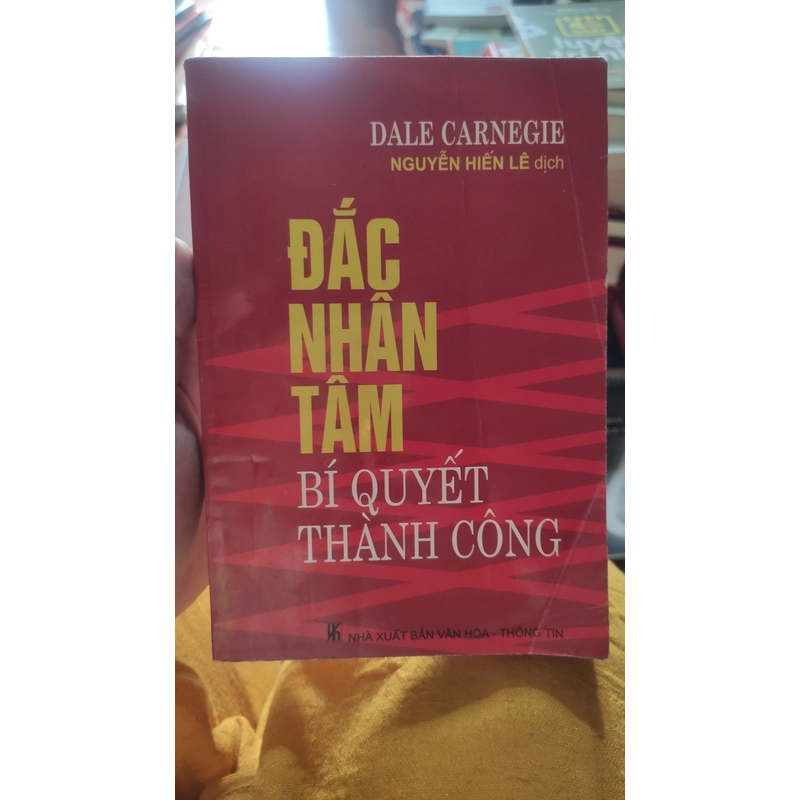 DALE CARNEGIE
NGUYỄN HIẾN LÊ dịch
ĐẮC
NHÂN
TÂM
BÍ QUYẾT
THÀNH CÔNG
NHÀ XUẤT BẢN VĂN HÓA - THÔNG TIN